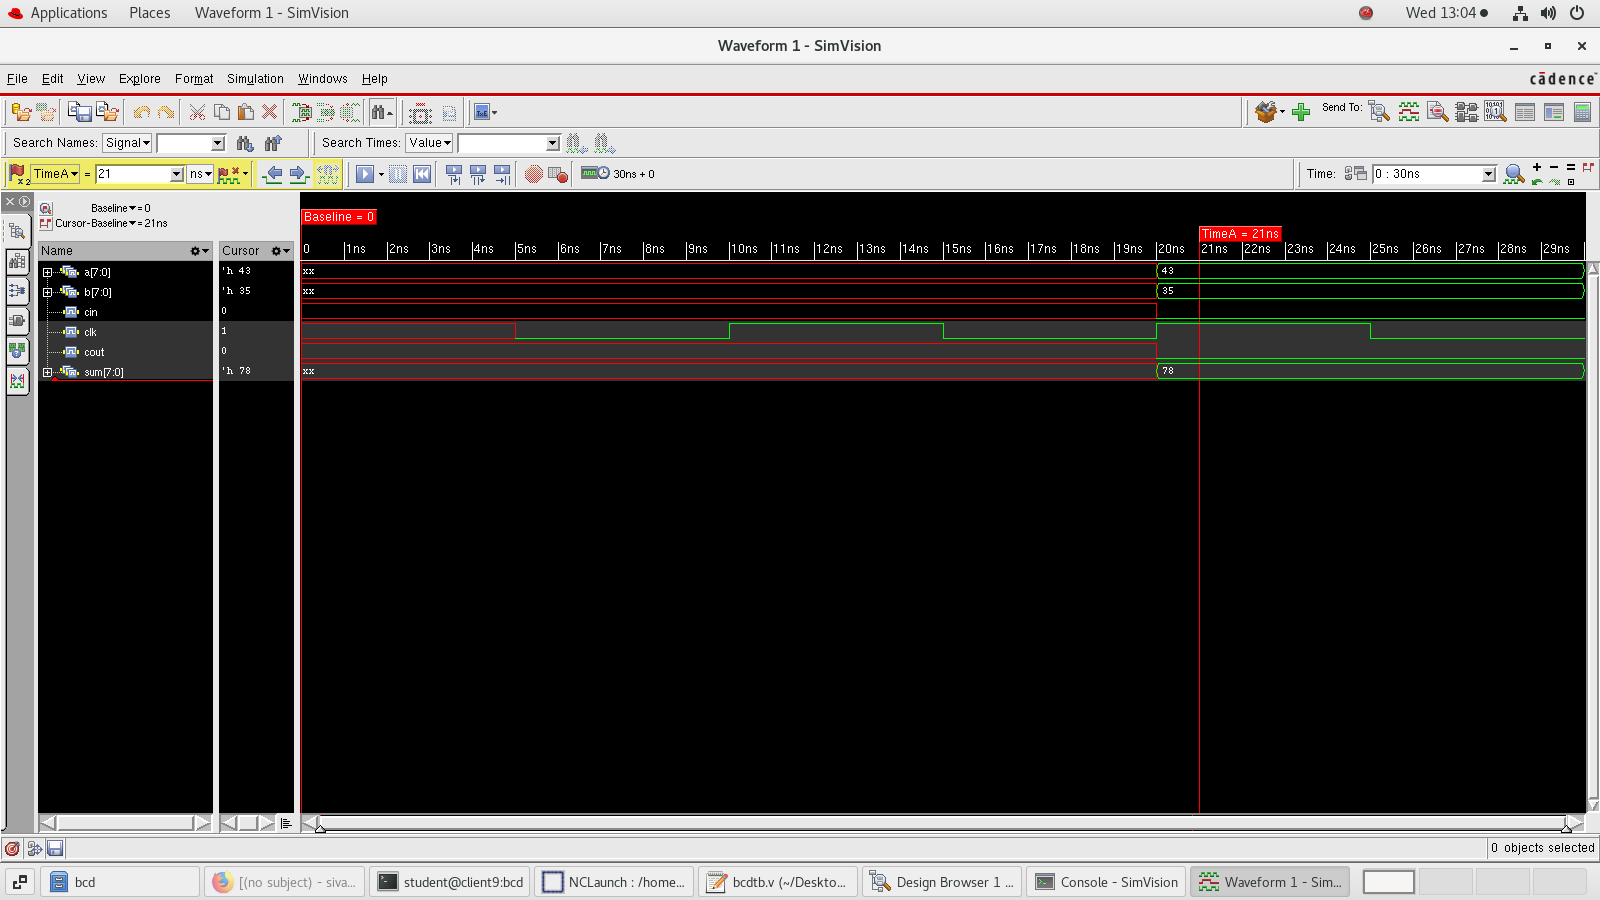 Applications Places Waveform 1 - SimVision Wed 13:04
Waveform 1 - SimVision
File Edit View Explore Format Simulation Windows Help cādence
Send To:
Search Names: Signal Search Times: Value
x2 TimeA = 21 ns 30ns + 0 Time: 0 : 30ns
Baseline = 0
Cursor-Baseline = 21ns
Baseline = 0
TimeA = 21ns
Name Cursor 0 1ns 2ns 3ns 4ns 5ns 6ns 7ns 8ns 9ns 10ns 11ns 12ns 13ns 14ns 15ns 16ns 17ns 18ns 19ns 20ns 21ns 22ns 23ns 24ns 25ns 26ns 27ns 28ns 29ns
a[7:0] 'h 43 xx 43
b[7:0] 'h 35 xx 35
cin 0
clk 1
cout 0
sum[7:0] 'h 78 xx 78
0 objects selected
bcd [(no subject) - siva... student@client9:bcd NCLaunch : /home... bcdtb.v (~/Deskto... Design Browser 1 ... Console - SimVision Waveform 1 - Sim...